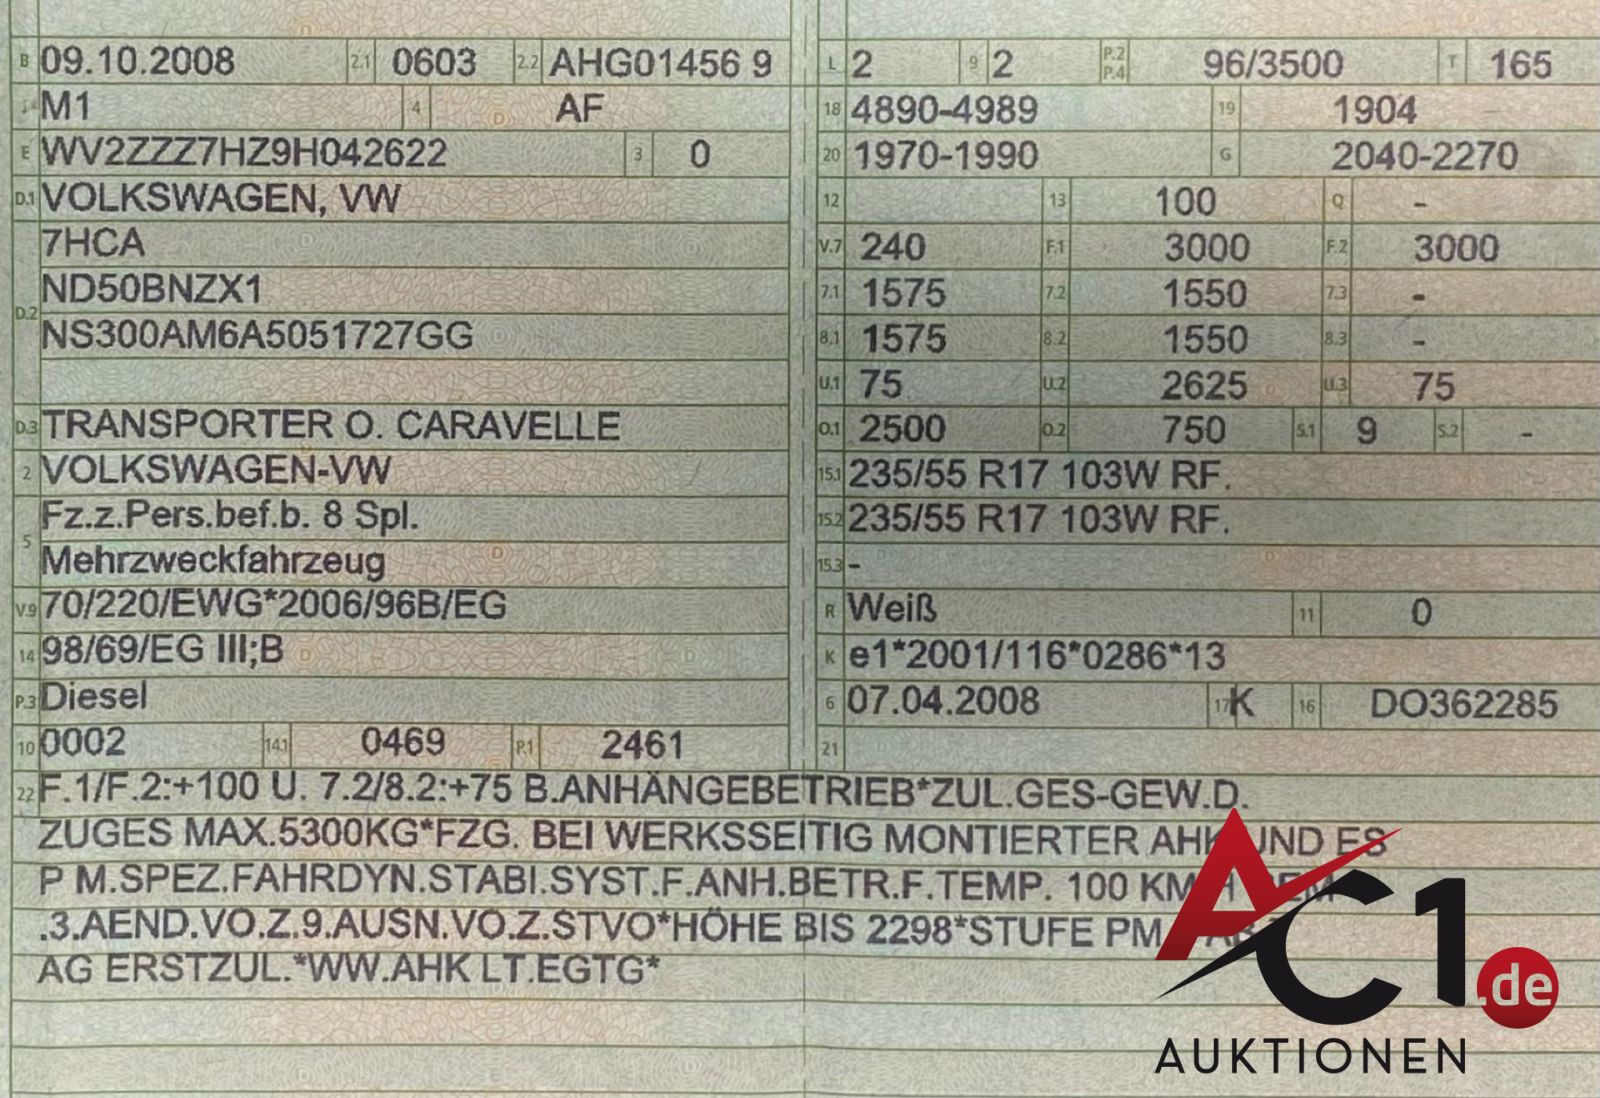 B 09.10.2008 2.1 0603 2.2 AHG01456 9
J M1 4 AF
E WV2ZZZ7HZ9H042622 3 0
D.1 VOLKSWAGEN, VW
7HCA
D.2 ND50BNZX1
NS300AM6A5051727GG
D.3 TRANSPORTER O. CARAVELLE
2 VOLKSWAGEN-VW
5 Fz.z.Pers.bef.b. 8 Spl.
Mehrzweckfahrzeug
V.9 70/220/EWG*2006/96B/EG
14 98/69/EG III;B
P.3 Diesel
10 0002 14.1 0469 P.1 2461
L 2 9 2 P.2 P.4 96/3500 T 165
18 4890-4989 19 1904
20 1970-1990 G 2040-2270
12 13 100 Q -
V.7 240 F.1 3000 F.2 3000
7.1 1575 7.2 1550 7.3 -
8.1 1575 8.2 1550 8.3 -
U.1 75 U.2 2625 U.3 75
O.1 2500 O.2 750 S.1 9 S.2 -
15.1 235/55 R17 103W RF.
15.2 235/55 R17 103W RF.
15.3 -
R Weiß 11 0
K e1*2001/116*0286*13
6 07.04.2008 17 K 16 DO362285
21
22 F.1/F.2:+100 U. 7.2/8.2:+75 B.ANHÄNGEBETRIEB*ZUL.GES-GEW.D.
ZUGES MAX.5300KG*FZG. BEI WERKSSEITIG MONTIERTER AHK UND ES
P M.SPEZ.FAHRDYN.STABI.SYST.F.ANH.BETR.F.TEMP. 100 KM/H
.3.AEND.VO.Z.9.AUSN.VO.Z.STVO*HÖHE BIS 2298*STUFE PM AB
AG ERSTZUL.*WW.AHK LT.EGTG*
AC1.de
AUKTIONEN